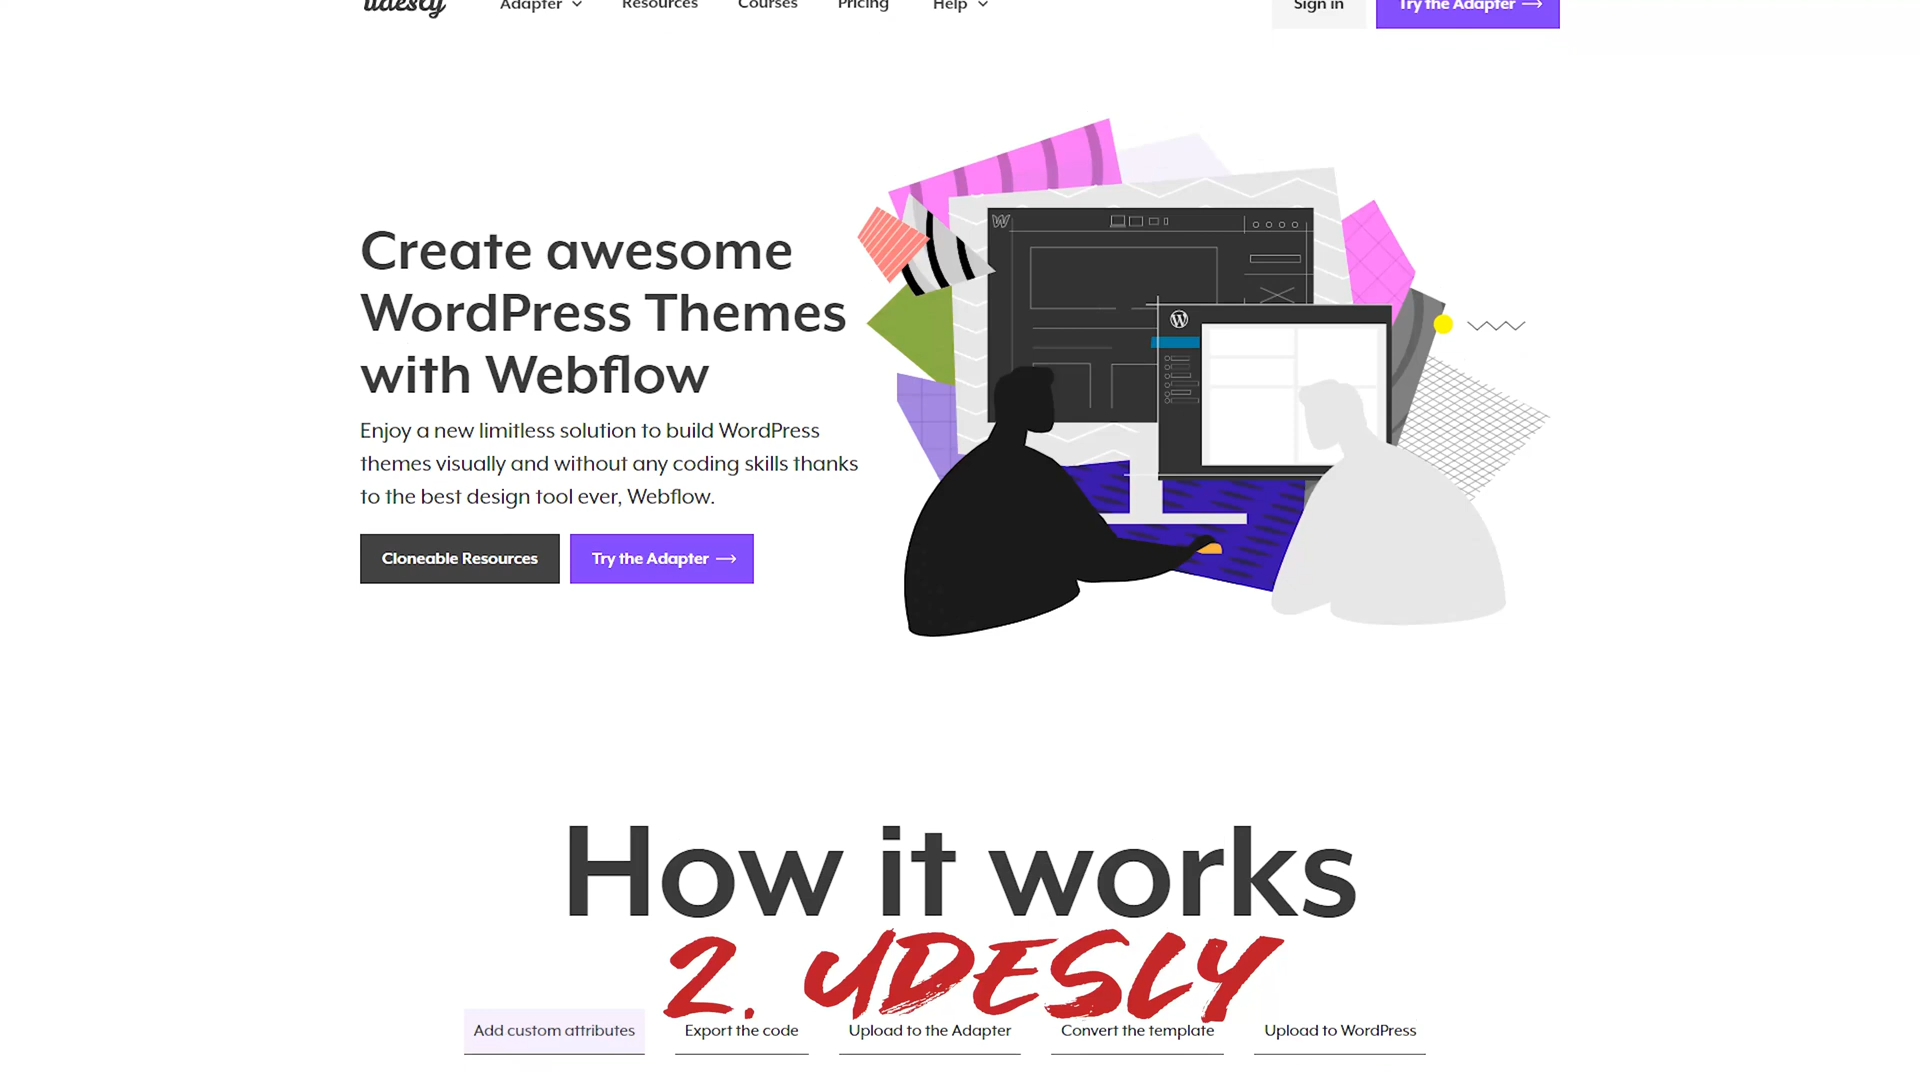 udesly
Adapter
Resources
Courses
Pricing
Help
Sign in
Try the Adapter
Create awesome
WordPress Themes
with Webflow
Enjoy a new limitless solution to build WordPress
themes visually and without any coding skills thanks
to the best design tool ever, Webflow.
Cloneable Resources
Try the Adapter
How it works
2. UDESLY
Add custom attributes
Export the code
Upload to the Adapter
Convert the template
Upload to WordPress